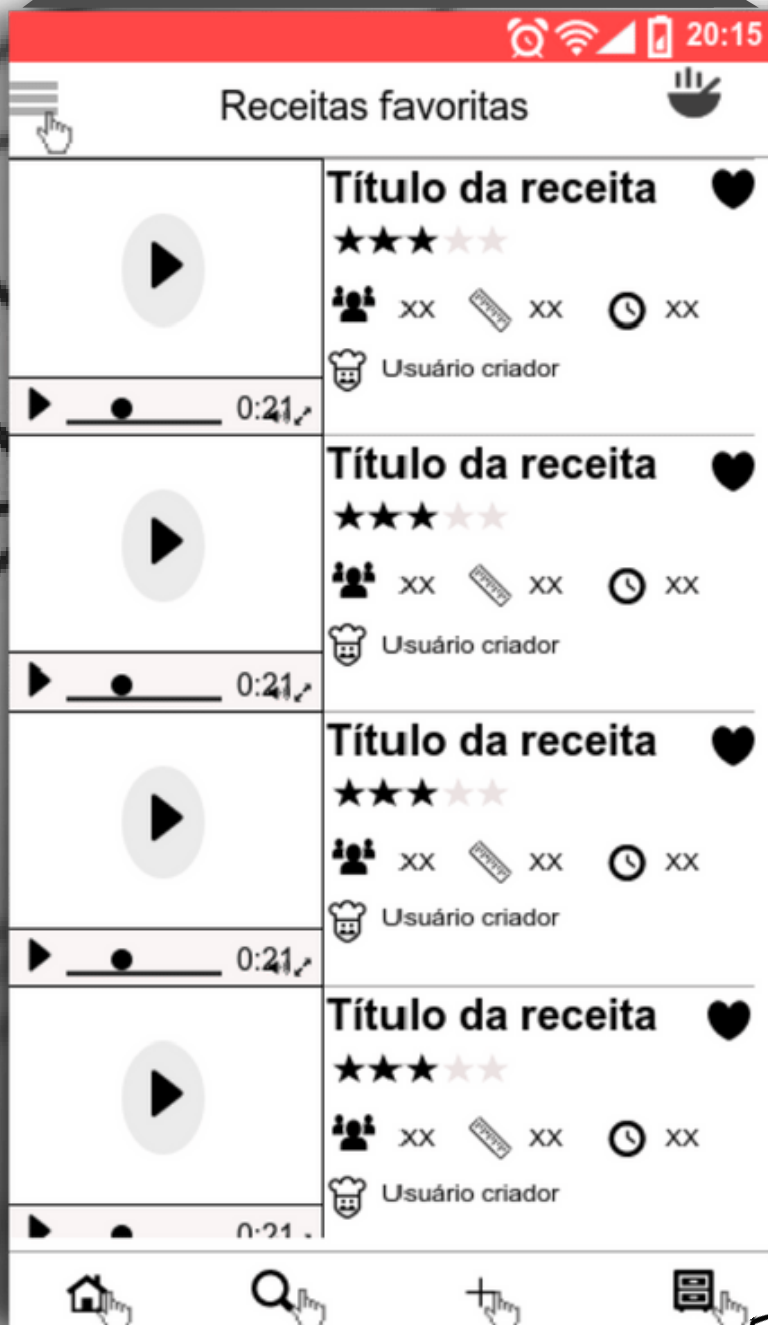 20:15
Receitas favoritas
Título da receita
xx xx xx
Usuário criador
0:21
Título da receita
xx xx xx
Usuário criador
0:21
Título da receita
xx xx xx
Usuário criador
0:21
Título da receita
xx xx xx
Usuário criador
0:21